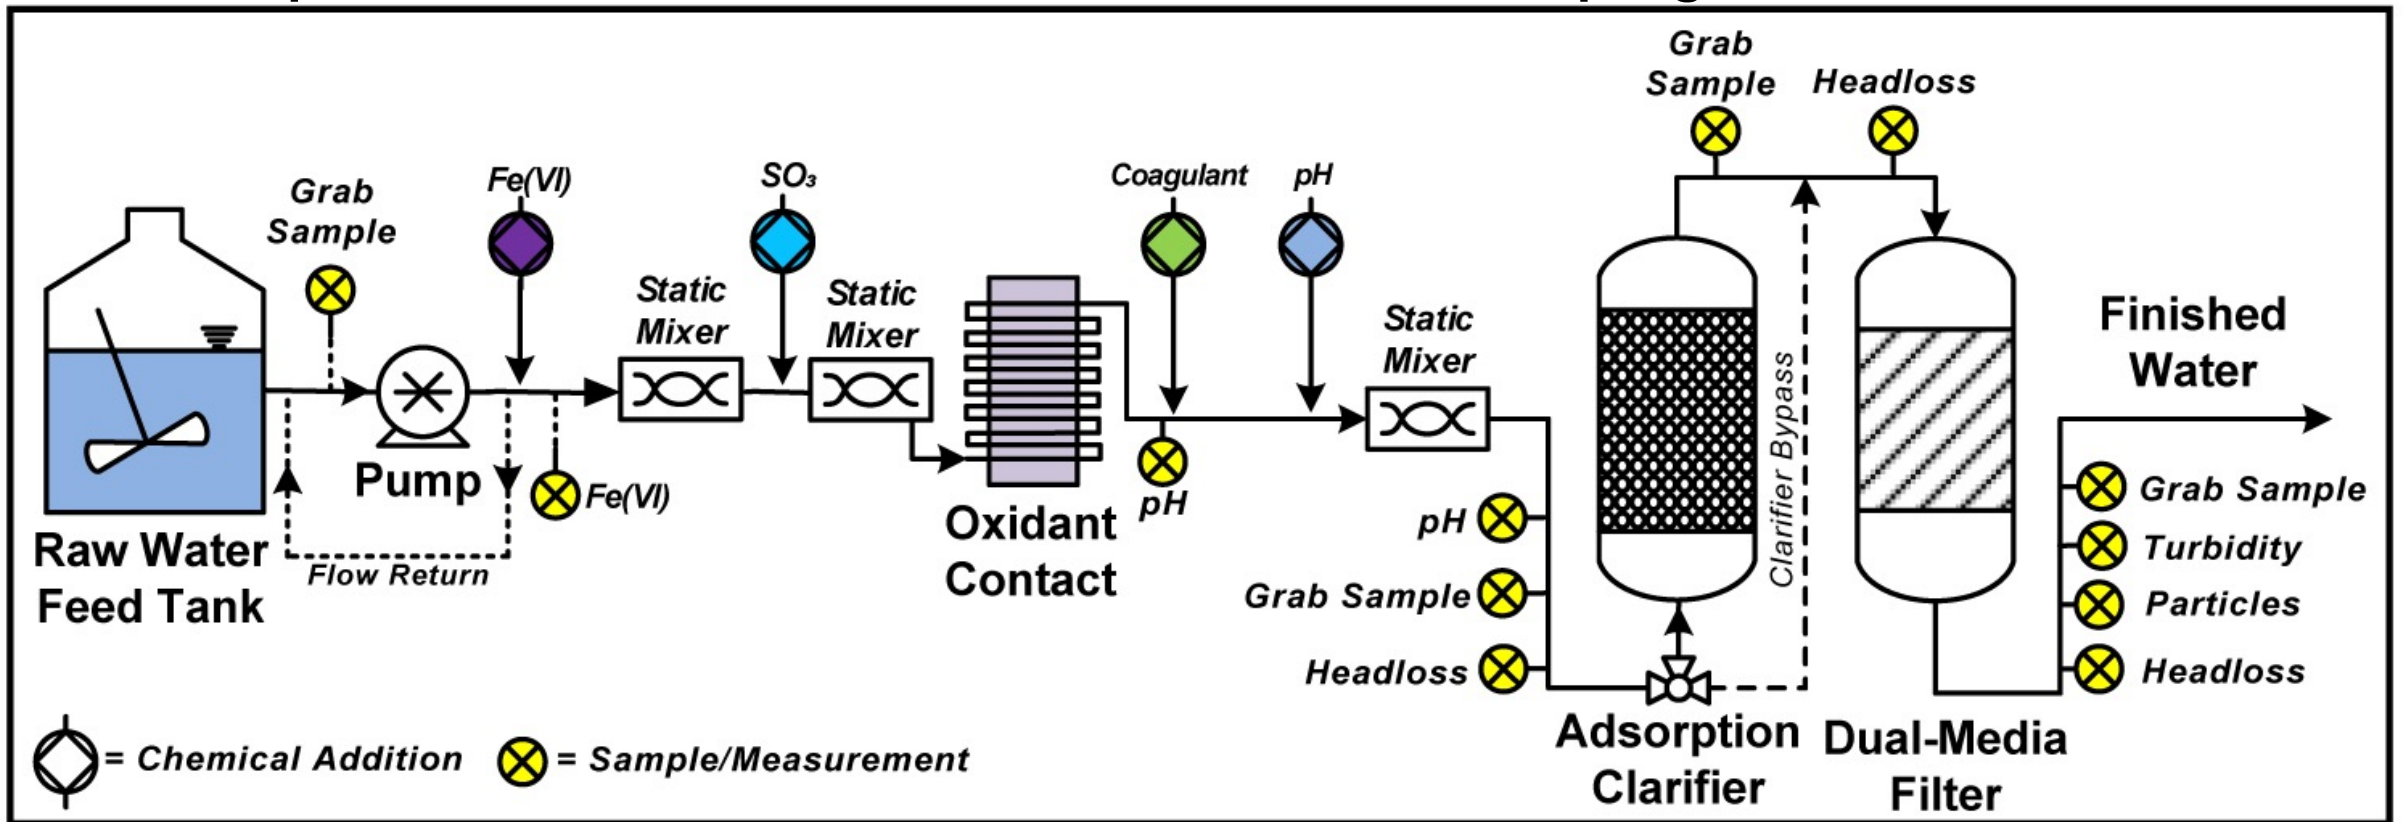 Grab
Sample
Headloss
Grab
Sample
Fe(VI)
SO₃
Coagulant
pH
Static
Mixer
Static
Mixer
Static
Mixer
Finished
Water
Clarifier Bypass
Pump
Fe(VI)
pH
Oxidant
Contact
Raw Water
Feed Tank
Flow Return
pH
Grab Sample
Headloss
Grab Sample
Turbidity
Particles
Headloss
Adsorption
Clarifier
Dual-Media
Filter
= Chemical Addition
= Sample/Measurement